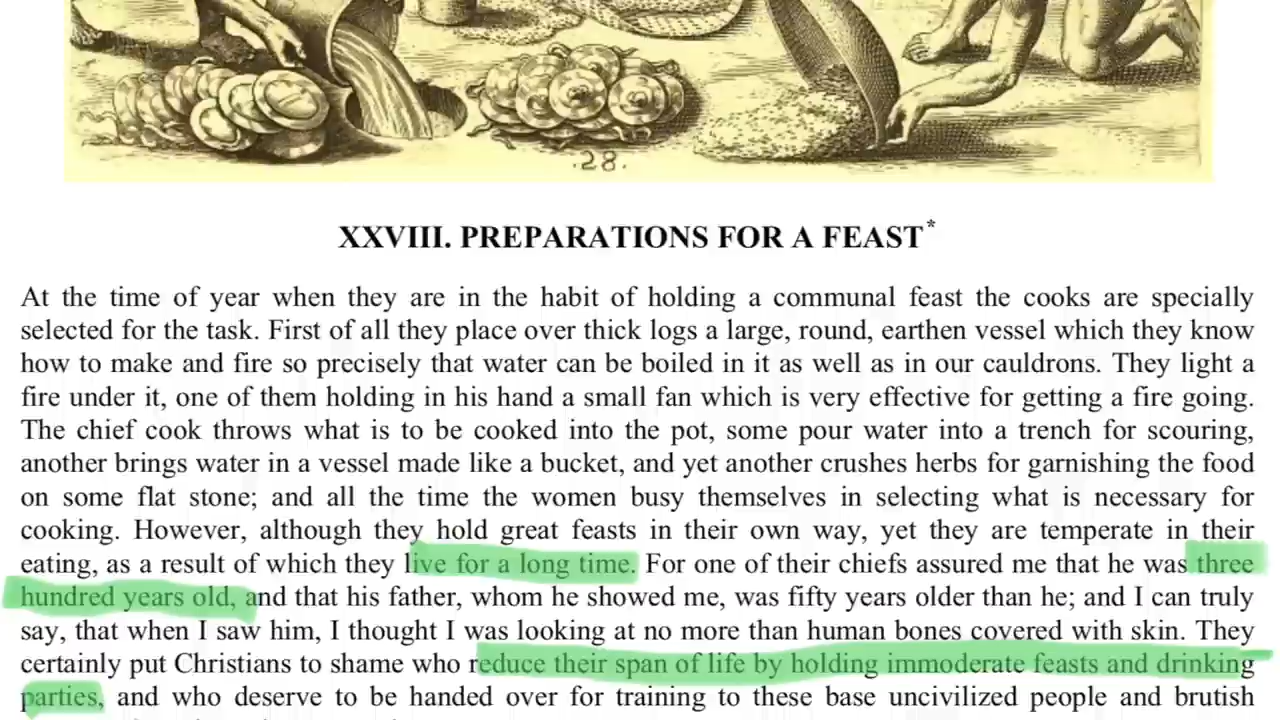 .28.
XXVIII. PREPARATIONS FOR A FEAST*
At the time of year when they are in the habit of holding a communal feast the cooks are specially
selected for the task. First of all they place over thick logs a large, round, earthen vessel which they know
how to make and fire so precisely that water can be boiled in it as well as in our cauldrons. They light a
fire under it, one of them holding in his hand a small fan which is very effective for getting a fire going.
The chief cook throws what is to be cooked into the pot, some pour water into a trench for scouring,
another brings water in a vessel made like a bucket, and yet another crushes herbs for garnishing the food
on some flat stone; and all the time the women busy themselves in selecting what is necessary for
cooking. However, although they hold great feasts in their own way, yet they are temperate in their
eating, as a result of which they live for a long time. For one of their chiefs assured me that he was three
hundred years old, and that his father, whom he showed me, was fifty years older than he; and I can truly
say, that when I saw him, I thought I was looking at no more than human bones covered with skin. They
certainly put Christians to shame who reduce their span of life by holding immoderate feasts and drinking
parties, and who deserve to be handed over for training to these base uncivilized people and brutish